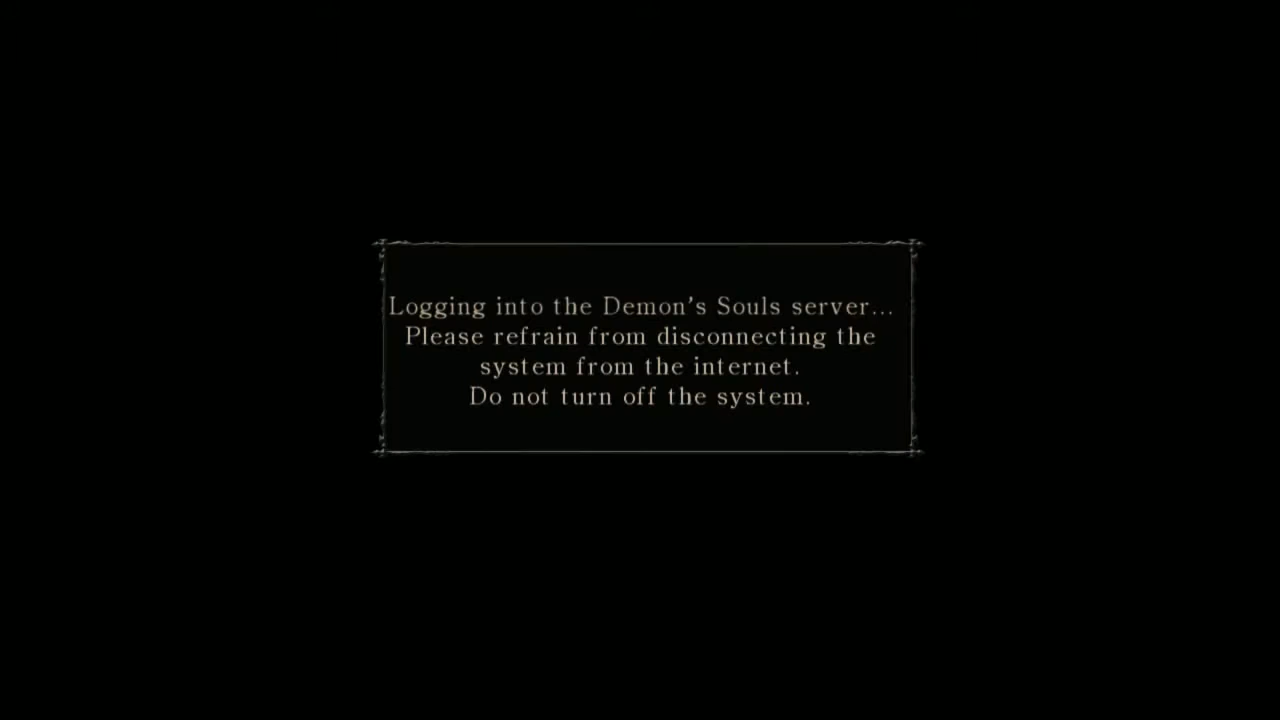 Logging into the Demon's Souls server...
Please refrain from disconnecting the
system from the internet.
Do not turn off the system.